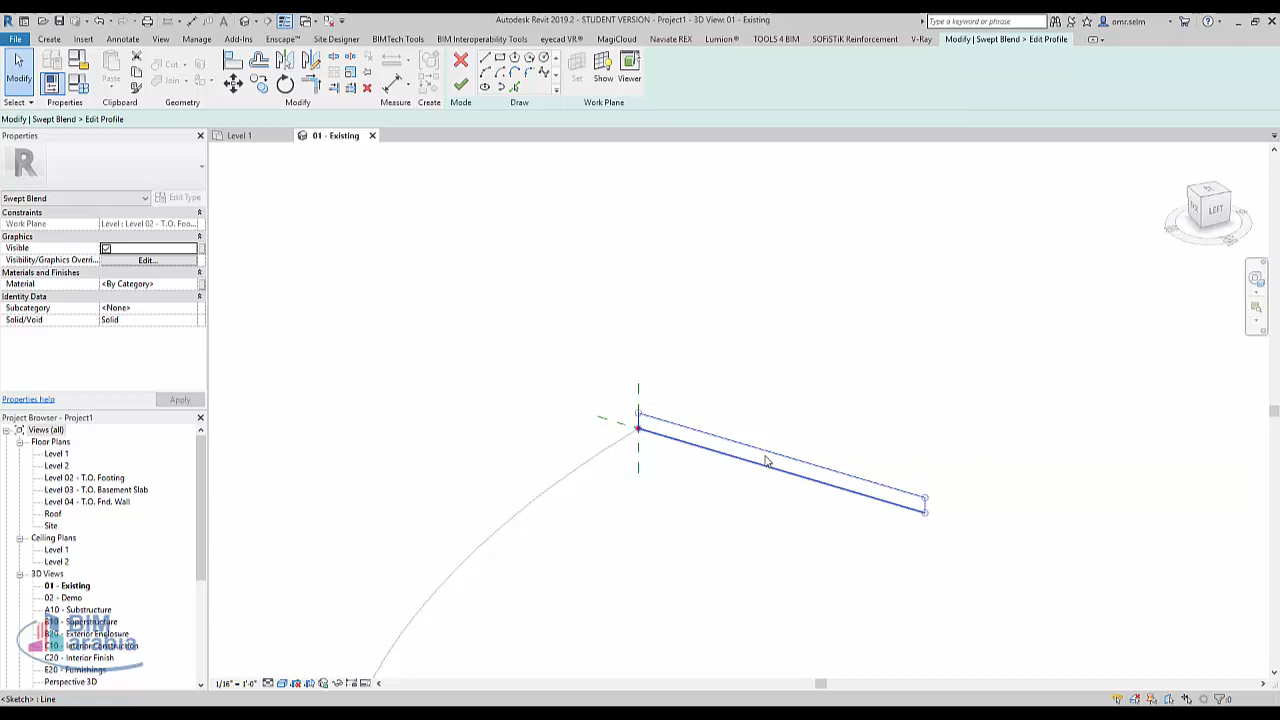 Autodesk Revit 2019.2 - STUDENT VERSION - Project1 - 3D View: 01 - Existing
Type a keyword or phrase
omr.selm
File Create Insert Annotate View Manage Add-Ins Enscape™ Site Designer BIMTech Tools BIM Interoperability Tools eyecad VR® MagiCloud Naviate REX Lumion® TOOLS 4 BIM SOFiSTiK Reinforcement V-Ray Modify | Swept Blend > Edit Profile
Modify
Paste
Cut
Join
Set Show Viewer
Select Properties Clipboard Geometry Modify Measure Create Mode Draw Work Plane
Modify | Swept Blend > Edit Profile
Properties
Level 1
01 - Existing
R
Swept Blend
Edit Type
Constraints
Work Plane Level : Level 02 - T.O. Foo...
Graphics
Visible
Visibility/Graphics Overri... Edit...
Materials and Finishes
Material <By Category>
Identity Data
Subcategory <None>
Solid/Void Solid
Properties help
Apply
Project Browser - Project1
Views (all)
Floor Plans
Level 1
Level 2
Level 02 - T.O. Footing
Level 03 - T.O. Basement Slab
Level 04 - T.O. Fnd. Wall
Roof
Site
Ceiling Plans
Level 1
Level 2
3D Views
01 - Existing
02 - Demo
A10 - Substructure
B10 - Superstructure
B20 - Exterior Enclosure
C10 - Interior Construction
C20 - Interior Finish
E20 - Furnishings
Perspective 3D
BIM
arabia
LEFT
1/16" = 1'-0"
<Sketch> : Line
:0